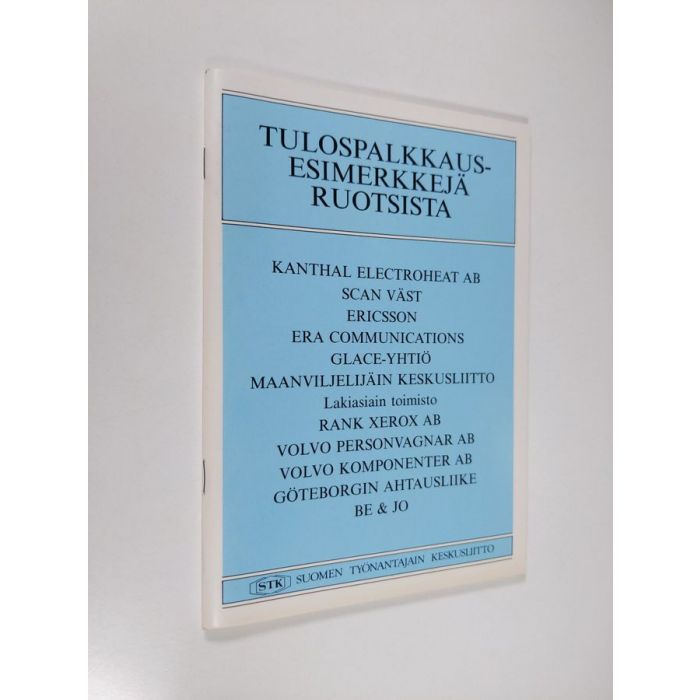 TULOSPALKKAUS-
ESIMERKKEJÄ
RUOTSISTA
KANTHAL ELECTROHEAT AB
SCAN VÄST
ERICSSON
ERA COMMUNICATIONS
GLACE-YHTIÖ
MAANVILJELIJÄIN KESKUSLIITTO
Lakiasiain toimisto
RANK XEROX AB
VOLVO PERSONVAGNAR AB
VOLVO KOMPONENTER AB
GÖTEBORGIN AHTAUSLIIKE
BE & JO
STK SUOMEN TYÖNANTAJAIN KESKUSLIITTO